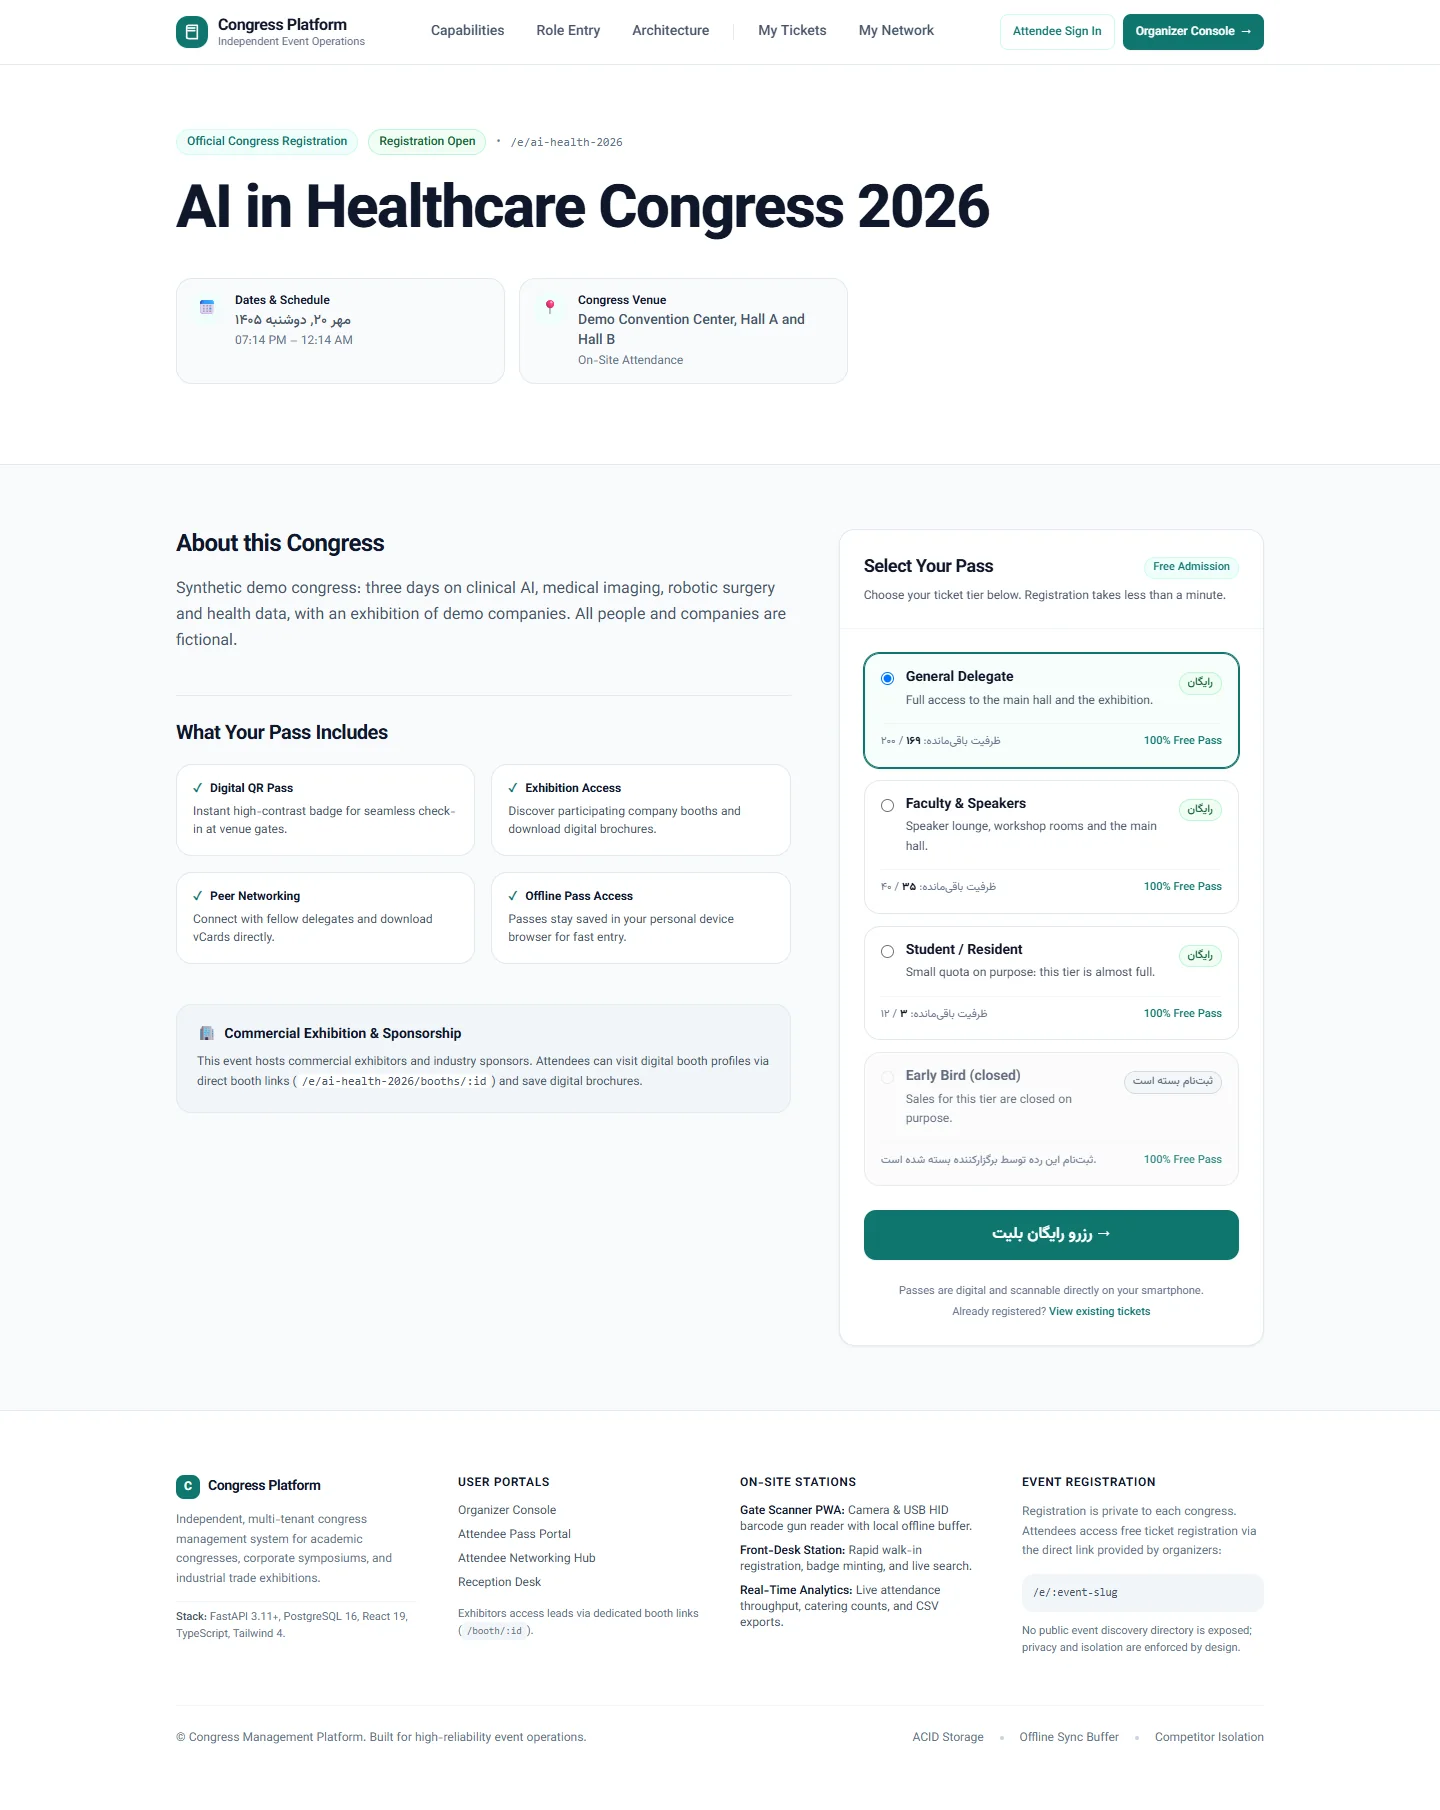 Congress Platform
Independent Event Operations
Capabilities
Role Entry
Architecture
My Tickets
My Network
Attendee Sign In
Organizer Console →
Official Congress Registration
Registration Open
• /e/ai-health-2026
AI in Healthcare Congress 2026
Dates & Schedule
مهر ۲۰, دوشنبه ۱۴۰۵
07:14 PM – 12:14 AM
Congress Venue
Demo Convention Center, Hall A and
Hall B
On-Site Attendance
About this Congress
Synthetic demo congress: three days on clinical AI, medical imaging, robotic surgery
and health data, with an exhibition of demo companies. All people and companies are
fictional.
What Your Pass Includes
✓ Digital QR Pass
Instant high-contrast badge for seamless check-
in at venue gates.
✓ Exhibition Access
Discover participating company booths and
download digital brochures.
✓ Peer Networking
Connect with fellow delegates and download
vCards directly.
✓ Offline Pass Access
Passes stay saved in your personal device
browser for fast entry.
Commercial Exhibition & Sponsorship
This event hosts commercial exhibitors and industry sponsors. Attendees can visit digital booth profiles via
direct booth links ( /e/ai-health-2026/booths/:id ) and save digital brochures.
Select Your Pass
Free Admission
Choose your ticket tier below. Registration takes less than a minute.
General Delegate
رایگان
Full access to the main hall and the exhibition.
ظرفیت باقی‌مانده: ۱۶۹ / ۲۰۰
100% Free Pass
Faculty & Speakers
رایگان
Speaker lounge, workshop rooms and the main
hall.
ظرفیت باقی‌مانده: ۳۵ / ۴۰
100% Free Pass
Student / Resident
رایگان
Small quota on purpose: this tier is almost full.
ظرفیت باقی‌مانده: ۳ / ۱۲
100% Free Pass
Early Bird (closed)
ثبت‌نام بسته است
Sales for this tier are closed on
purpose.
ثبت‌نام این رده توسط برگزارکننده بسته شده است.
100% Free Pass
رزرو رایگان بلیت →
Passes are digital and scannable directly on your smartphone.
Already registered? View existing tickets
C Congress Platform
Independent, multi-tenant congress
management system for academic
congresses, corporate symposiums, and
industrial trade exhibitions.
Stack: FastAPI 3.11+, PostgreSQL 16, React 19,
TypeScript, Tailwind 4.
USER PORTALS
Organizer Console
Attendee Pass Portal
Attendee Networking Hub
Reception Desk
Exhibitors access leads via dedicated booth links
( /booth/:id ).
ON-SITE STATIONS
Gate Scanner PWA: Camera & USB HID
barcode gun reader with local offline buffer.
Front-Desk Station: Rapid walk-in
registration, badge minting, and live search.
Real-Time Analytics: Live attendance
throughput, catering counts, and CSV
exports.
EVENT REGISTRATION
Registration is private to each congress.
Attendees access free ticket registration via
the direct link provided by organizers:
/e/:event-slug
No public event discovery directory is exposed;
privacy and isolation are enforced by design.
© Congress Management Platform. Built for high-reliability event operations.
ACID Storage • Offline Sync Buffer • Competitor Isolation